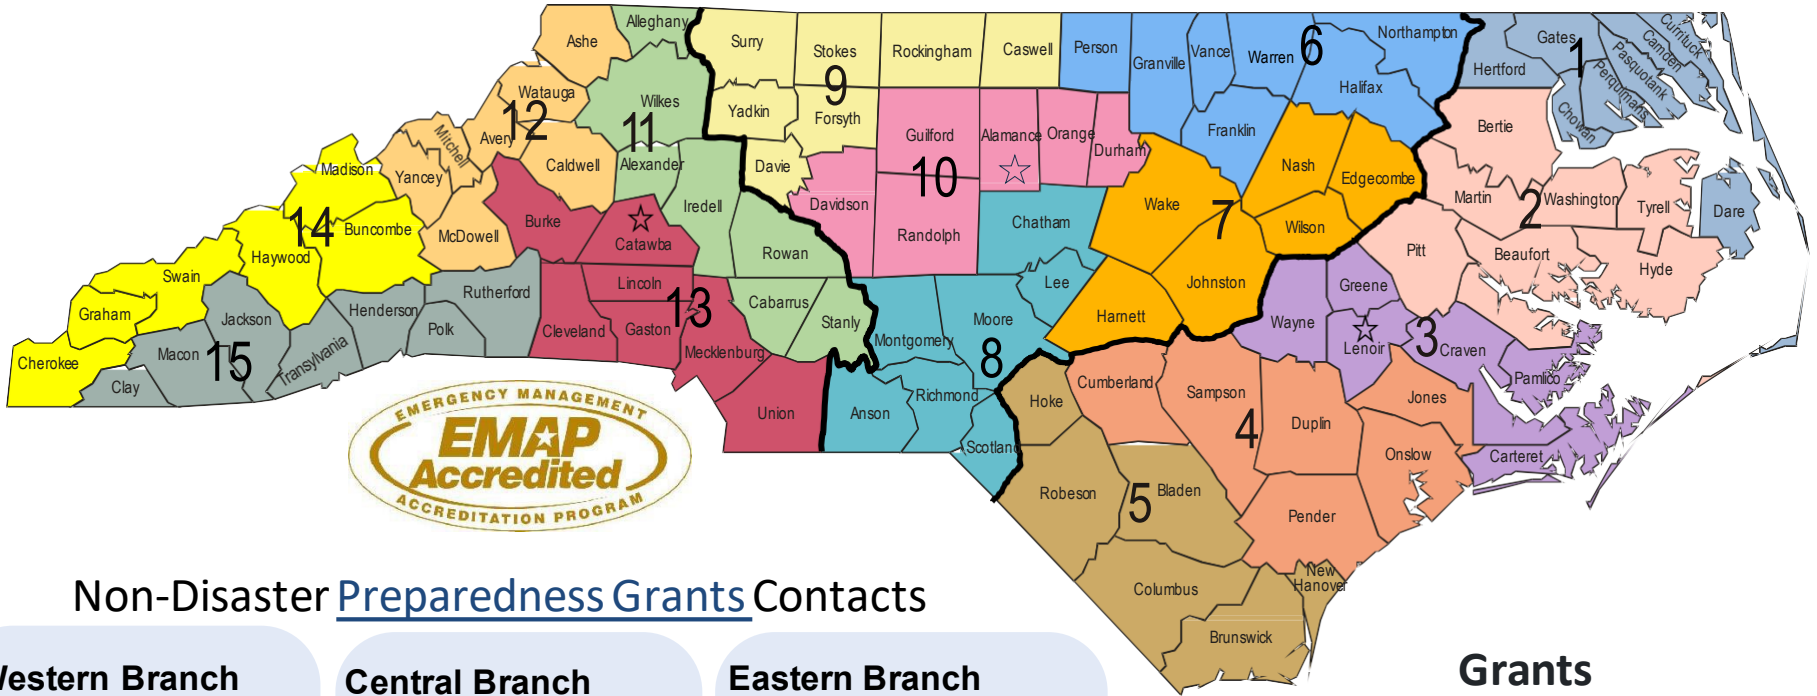 Alleghany
Ashe
Surry
Stokes
Rockingham
Caswell
Person
Granville
Vance
Warren
6
Northampton
Halifax
Gates
1
Hertford
Currituck
Camden
Pasquotank
Perquimans
Chowan
Watauga
12
Avery
Mitchell
Wilkes
11
Yadkin
9
Forsyth
Guilford
Alamance
Orange
Durham
Franklin
Nash
Edgecombe
Bertie
Madison
Yancey
Caldwell
Alexander
Davie
10
Davidson
Randolph
Chatham
Wake
7
Wilson
Martin
2
Washington
Tyrell
Dare
14
Buncombe
Haywood
McDowell
Burke
Catawba
Iredell
Rowan
Lee
Johnston
Pitt
Beaufort
Hyde
Swain
Graham
Jackson
Henderson
Rutherford
Polk
Lincoln
13
Cleveland
Gaston
Mecklenburg
Cabarrus
Stanly
Montgomery
Moore
8
Harnett
Wayne
Greene
Lenoir
3
Craven
Pamlico
Cherokee
Clay
Macon
15
Transylvania
Union
Anson
Richmond
Scotland
Hoke
Cumberland
Sampson
4
Duplin
Jones
Onslow
Carteret
Robeson
5
Bladen
Pender
Columbus
New
Hanover
Brunswick
EMERGENCY MANAGEMENT
EMAP
Accredited
ACCREDITATION PROGRAM
Non-Disaster Preparedness Grants Contacts
Western Branch
Central Branch
Eastern Branch
Grants